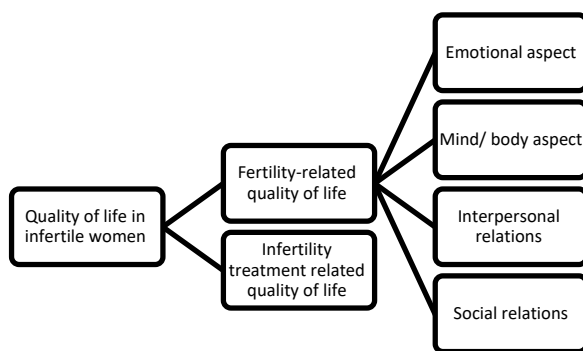 Quality of life in
infertile women
Fertility-related
quality of life
Infertility
treatment related
quality of life
Emotional aspect
Mind/ body aspect
Interpersonal
relations
Social relations